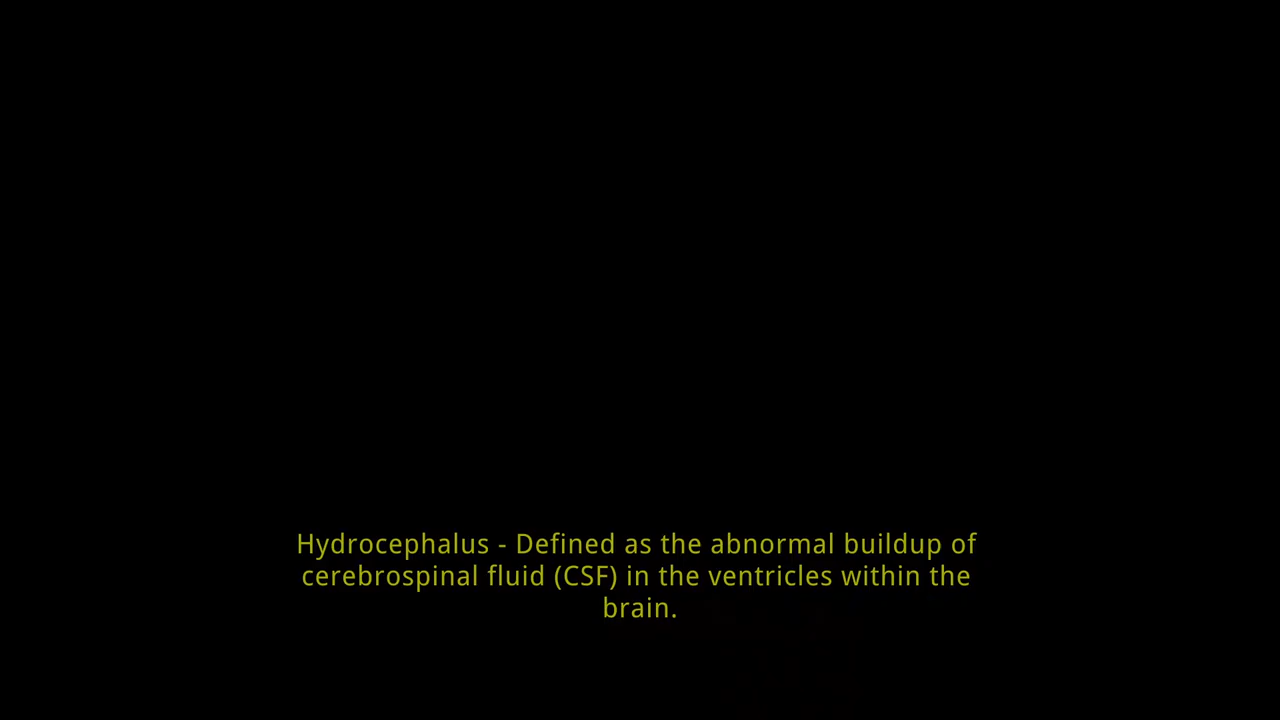 Hydrocephalus - Defined as the abnormal buildup of
cerebrospinal fluid (CSF) in the ventricles within the
brain.